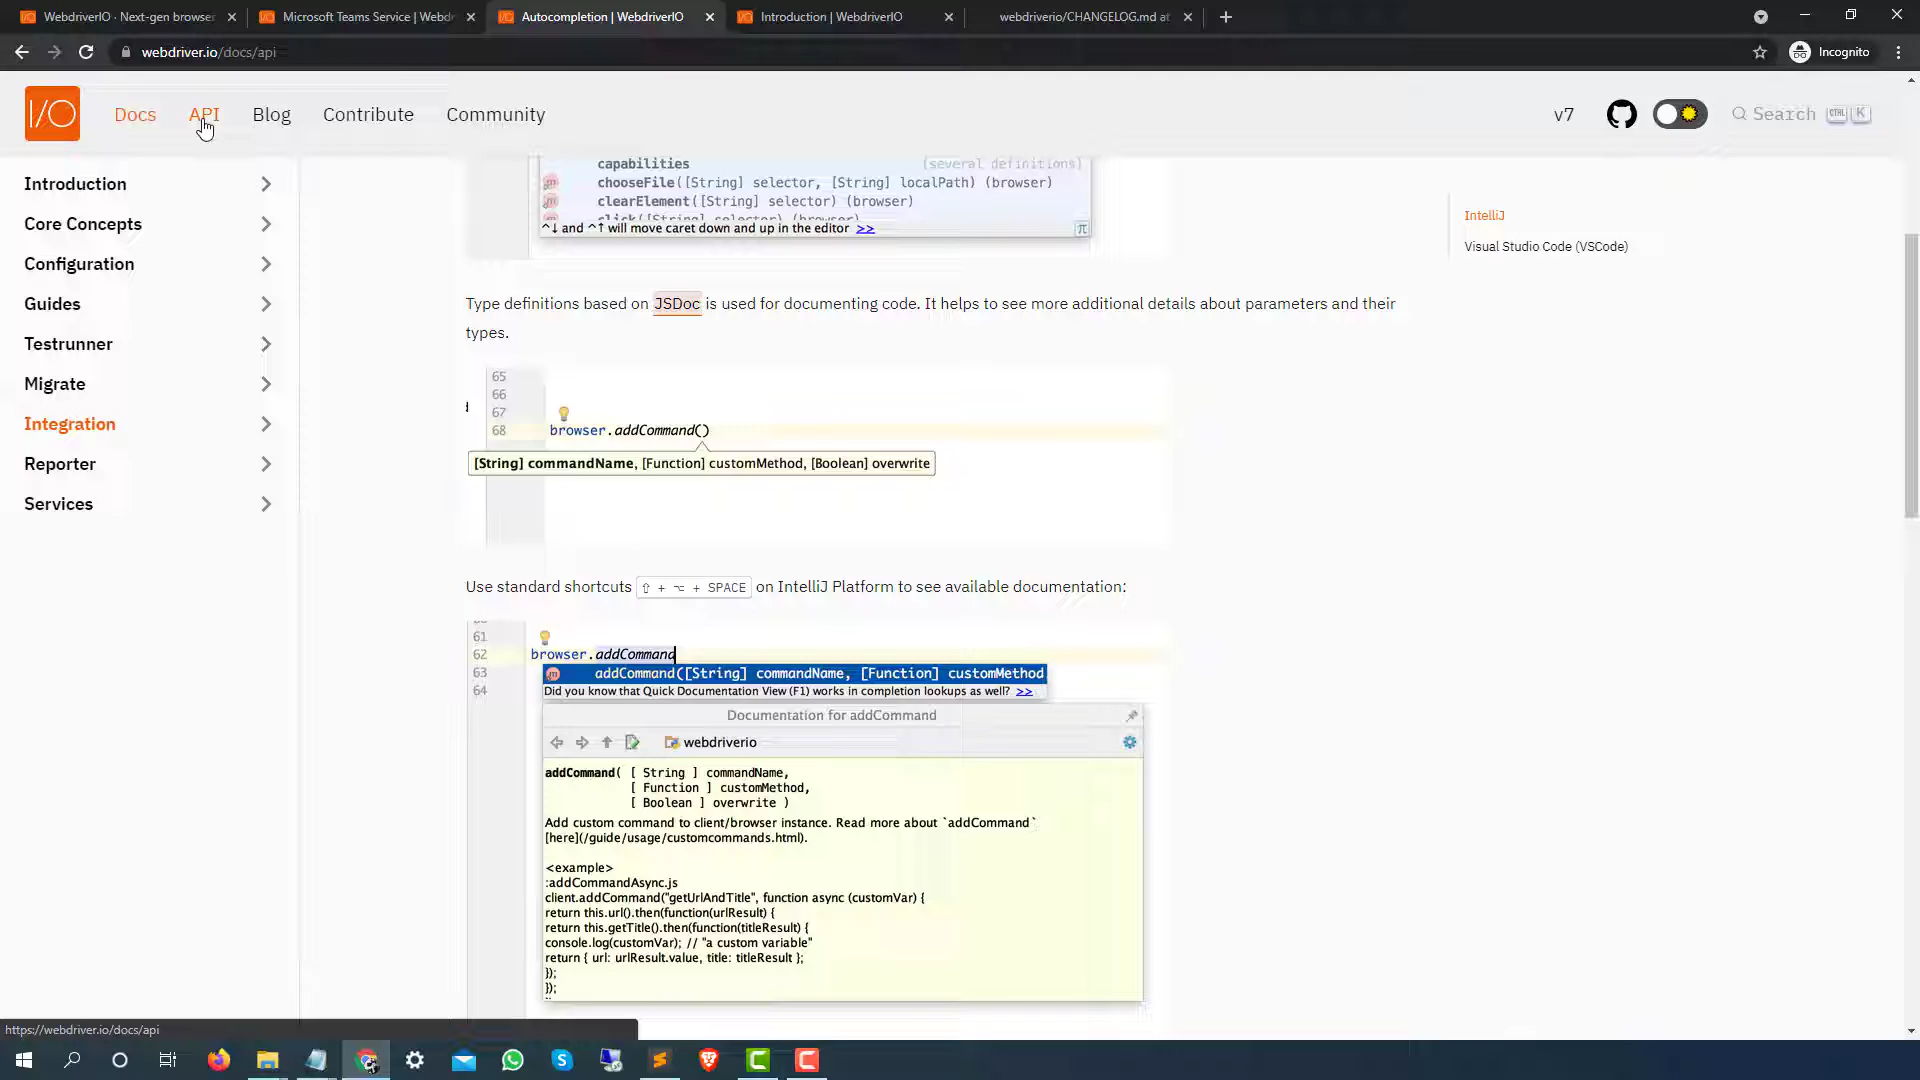 WebdriverIO · Next-gen browser
Microsoft Teams Service | Webdr
Autocompletion | WebdriverIO
Introduction | WebdriverIO
webdriverio/CHANGELOG.md at
webdriver.io/docs/api
Incognito
I/O
Docs
API
Blog
Contribute
Community
v7
Search
CTRL
K
Introduction
Core Concepts
Configuration
Guides
Testrunner
Migrate
Integration
Reporter
Services
IntelliJ
Visual Studio Code (VSCode)
capabilities (several definitions)
chooseFile([String] selector, [String] localPath) (browser)
clearElement([String] selector) (browser)
click([String] selector) (browser)
^↓ and ^↑ will move caret down and up in the editor >>
π
Type definitions based on JSDoc is used for documenting code. It helps to see more additional details about parameters and their
types.
65
66
67
68 browser.addCommand()
[String] commandName, [Function] customMethod, [Boolean] overwrite
Use standard shortcuts ⇧ + ⌥ + SPACE on IntelliJ Platform to see available documentation:
61
62 browser.addCommand
63 addCommand([String] commandName, [Function] customMethod
64 Did you know that Quick Documentation View (F1) works in completion lookups as well? >>
Documentation for addCommand
webdriverio
addCommand( [ String ] commandName,
[ Function ] customMethod,
[ Boolean ] overwrite )
Add custom command to client/browser instance. Read more about `addCommand`
[here](/guide/usage/customcommands.html).
<example>
:addCommandAsync.js
client.addCommand("getUrlAndTitle", function async (customVar) {
return this.url().then(function(urlResult) {
return this.getTitle().then(function(titleResult) {
console.log(customVar); // "a custom variable"
return { url: urlResult.value, title: titleResult };
});
});
https://webdriver.io/docs/api